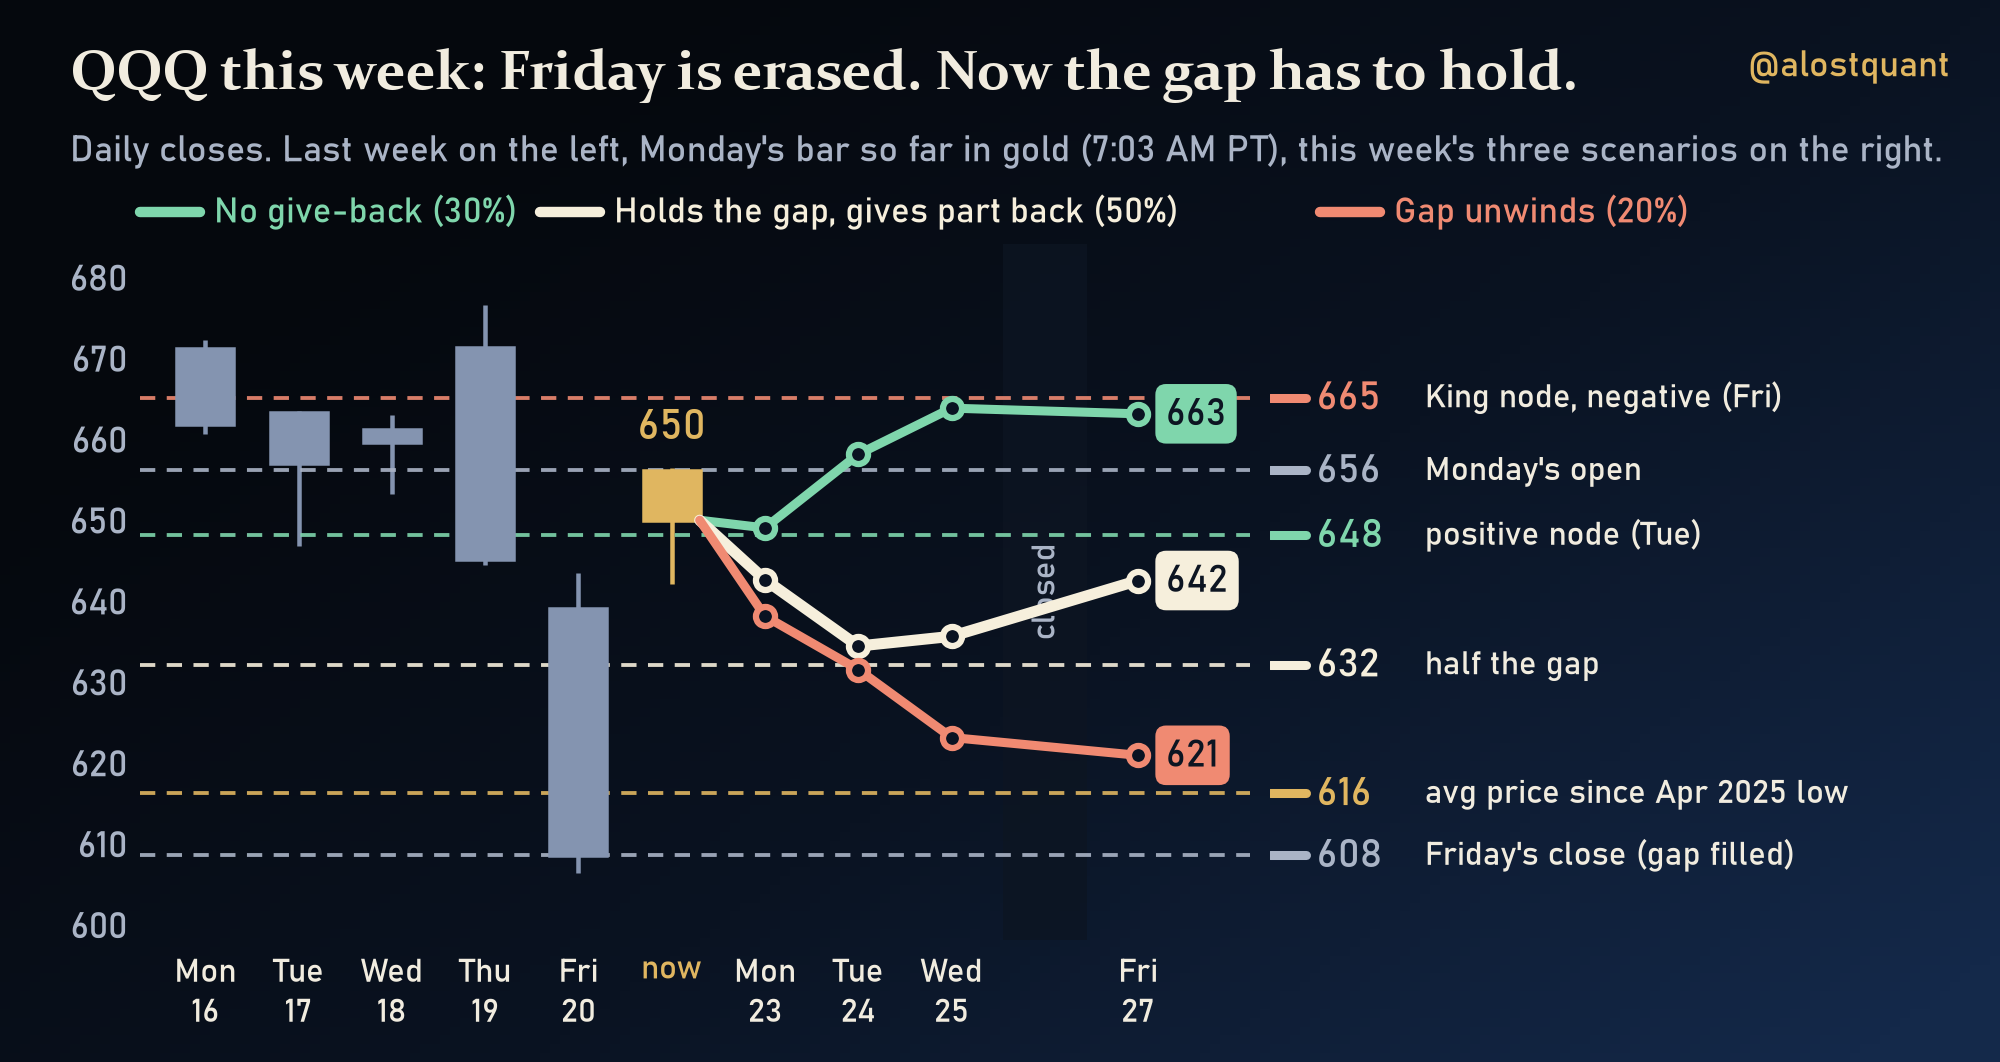 QQQ this week: Friday is erased. Now the gap has to hold.
@alostquant
Daily closes. Last week on the left, Monday's bar so far in gold (7:03 AM PT), this week's three scenarios on the right.
No give-back (30%)
Holds the gap, gives part back (50%)
Gap unwinds (20%)
680
670
660
650
640
630
620
610
600
650
closed
663
642
621
665 King node, negative (Fri)
656 Monday's open
648 positive node (Tue)
632 half the gap
616 avg price since Apr 2025 low
608 Friday's close (gap filled)
Mon Tue Wed Thu Fri now Mon Tue Wed Fri
16 17 18 19 20 23 24 25 27